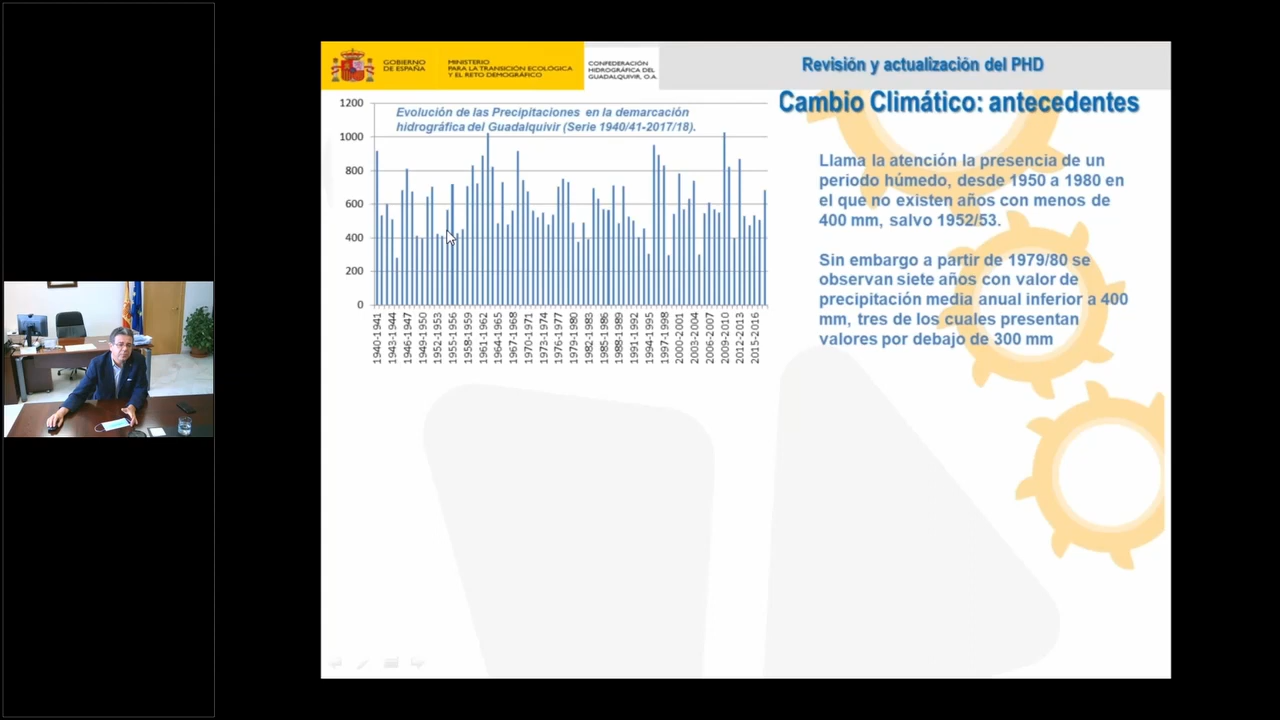 GOBIERNO
DE ESPAÑA
MINISTERIO
PARA LA TRANSICIÓN ECOLÓGICA
Y EL RETO DEMOGRÁFICO
CONFEDERACIÓN
HIDROGRÁFICA DEL
GUADALQUIVIR, O.A.
Revisión y actualización del PHD
Cambio Climático: antecedentes
Evolución de las Precipitaciones en la demarcación
hidrográfica del Guadalquivir (Serie 1940/41-2017/18).
1200
1000
800
600
400
200
0
1940-1941
1943-1944
1946-1947
1949-1950
1952-1953
1955-1956
1958-1959
1961-1962
1964-1965
1967-1968
1970-1971
1973-1974
1976-1977
1979-1980
1982-1983
1985-1986
1988-1989
1991-1992
1994-1995
1997-1998
2000-2001
2003-2004
2006-2007
2009-2010
2012-2013
2015-2016
Llama la atención la presencia de un
periodo húmedo, desde 1950 a 1980 en
el que no existen años con menos de
400 mm, salvo 1952/53.
Sin embargo a partir de 1979/80 se
observan siete años con valor de
precipitación media anual inferior a 400
mm, tres de los cuales presentan
valores por debajo de 300 mm